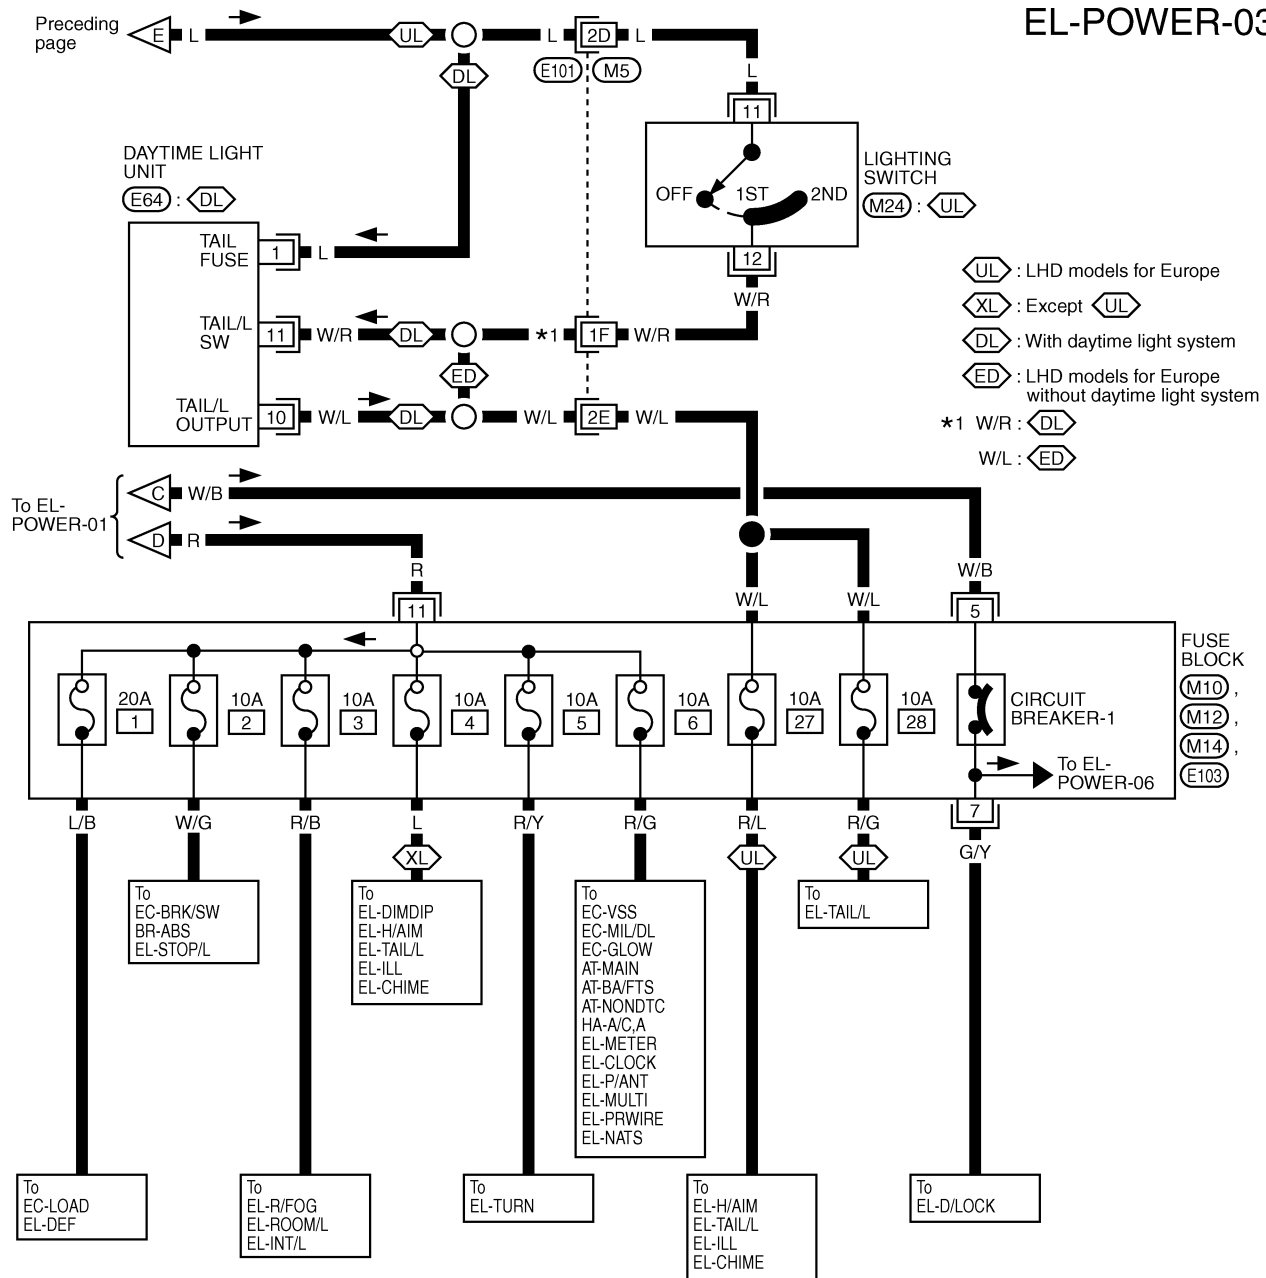 EL-POWER-03
Preceding
page
E
L
UL
L
2D
L
DL
E101
M5
L
11
DAYTIME LIGHT
UNIT
E64 : DL
LIGHTING
SWITCH
M24 : UL
OFF
1ST
2ND
12
W/R
TAIL
FUSE
1
L
TAIL/L
SW
11
W/R
DL
*1
1F
W/R
ED
TAIL/L
OUTPUT
10
W/L
DL
W/L
2E
W/L
UL : LHD models for Europe
XL : Except UL
DL : With daytime light system
ED : LHD models for Europe
without daytime light system
*1 W/R : DL
W/L : ED
To EL-
POWER-01
C
W/B
D
R
R
W/L
W/L
W/B
11
5
FUSE
BLOCK
M10 ,
M12 ,
M14 ,
E103
20A
1
10A
2
10A
3
10A
4
10A
5
10A
6
10A
27
10A
28
CIRCUIT
BREAKER-1
To EL-
POWER-06
7
L/B
W/G
R/B
L
R/Y
R/G
R/L
R/G
G/Y
XL
UL
UL
To
EC-BRK/SW
BR-ABS
EL-STOP/L
To
EL-DIMDIP
EL-H/AIM
EL-TAIL/L
EL-ILL
EL-CHIME
To
EC-VSS
EC-MIL/DL
EC-GLOW
AT-MAIN
AT-BA/FTS
AT-NONDTC
HA-A/C,A
EL-METER
EL-CLOCK
EL-P/ANT
EL-MULTI
EL-PRWIRE
EL-NATS
To
EL-TAIL/L
To
EC-LOAD
EL-DEF
To
EL-R/FOG
EL-ROOM/L
EL-INT/L
To
EL-TURN
To
EL-H/AIM
EL-TAIL/L
EL-ILL
EL-CHIME
To
EL-D/LOCK